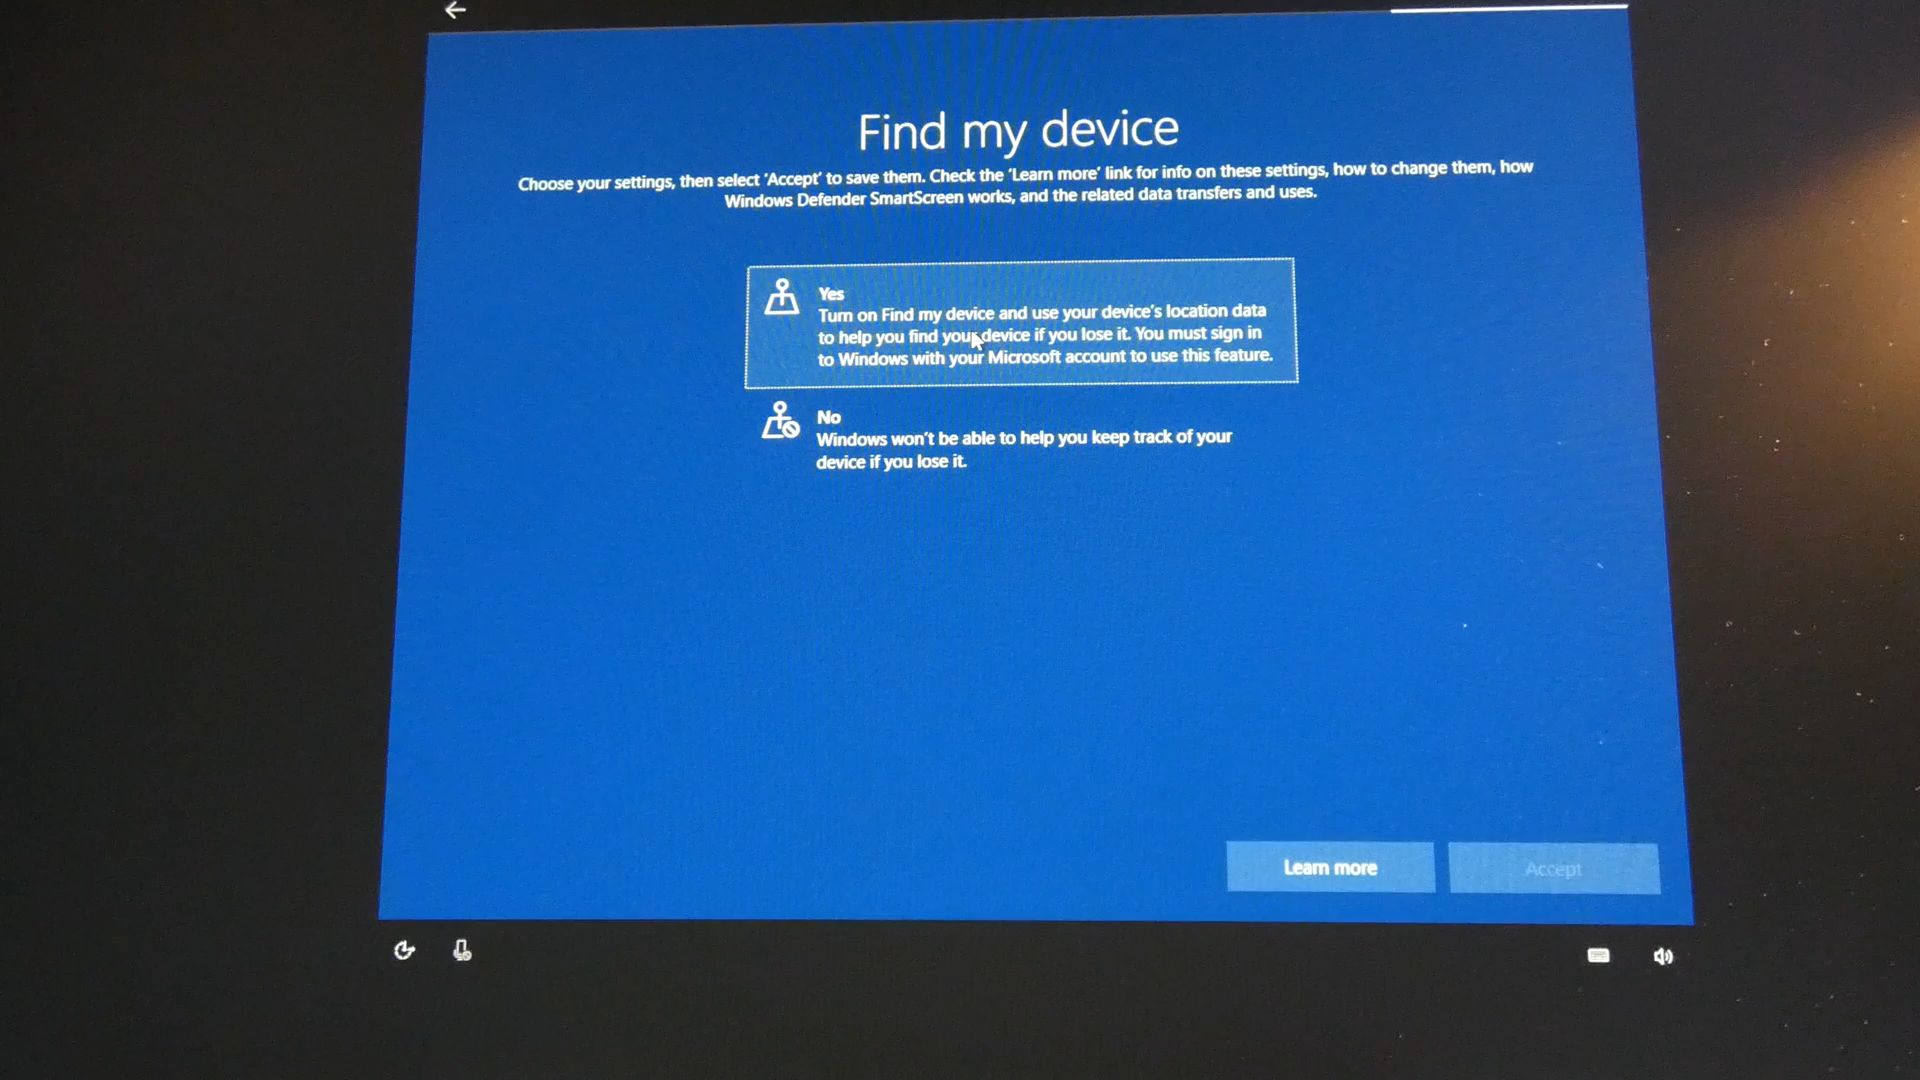 Find my device
Choose your settings, then select 'Accept' to save them. Check the 'Learn more' link for info on these settings, how to change them, how
Windows Defender SmartScreen works, and the related data transfers and uses.
Yes
Turn on Find my device and use your device's location data
to help you find your device if you lose it. You must sign in
to Windows with your Microsoft account to use this feature.
No
Windows won't be able to help you keep track of your
device if you lose it.
Learn more
Accept